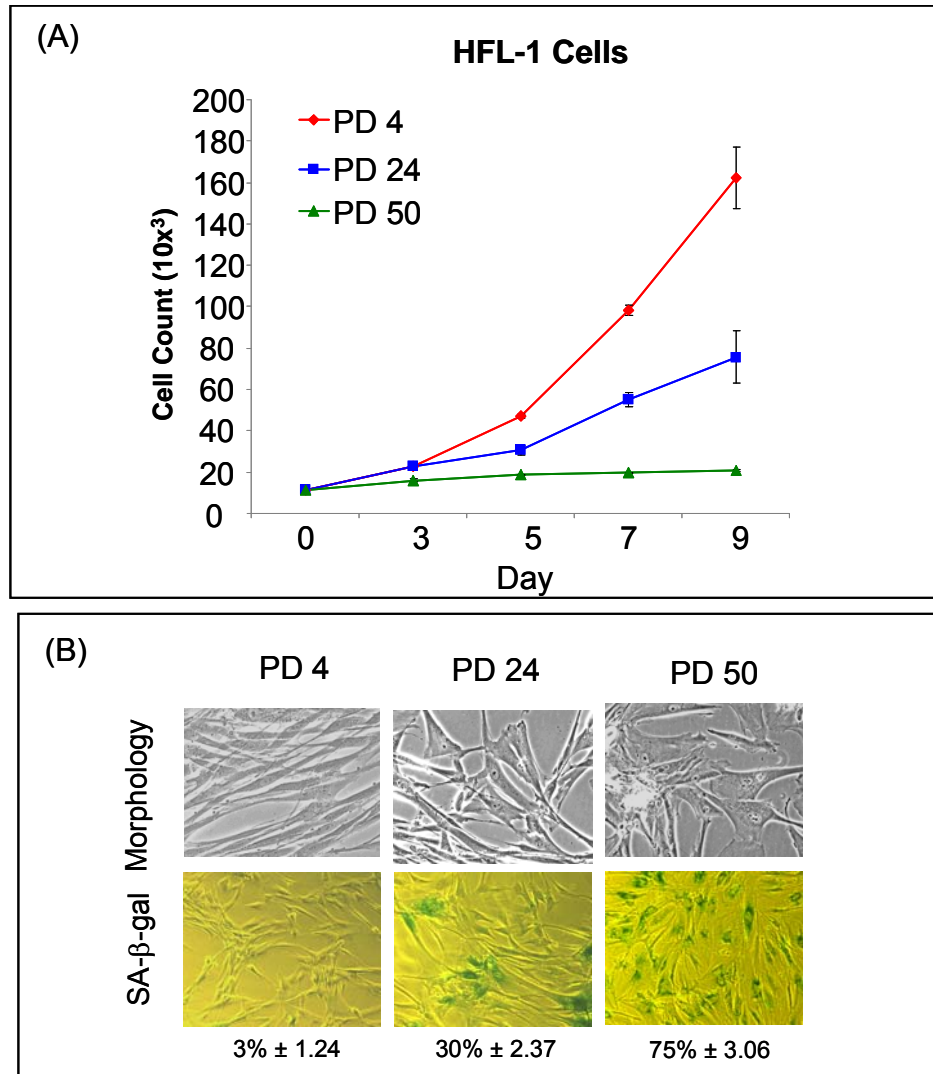 (A)
HFL-1 Cells
PD 4
PD 24
PD 50
Cell Count (10x³)
200
180
160
140
120
100
80
60
40
20
0
0 3 5 7 9
Day
(B)
PD 4 PD 24 PD 50
Morphology
SA-β-gal
3% ± 1.24 30% ± 2.37 75% ± 3.06